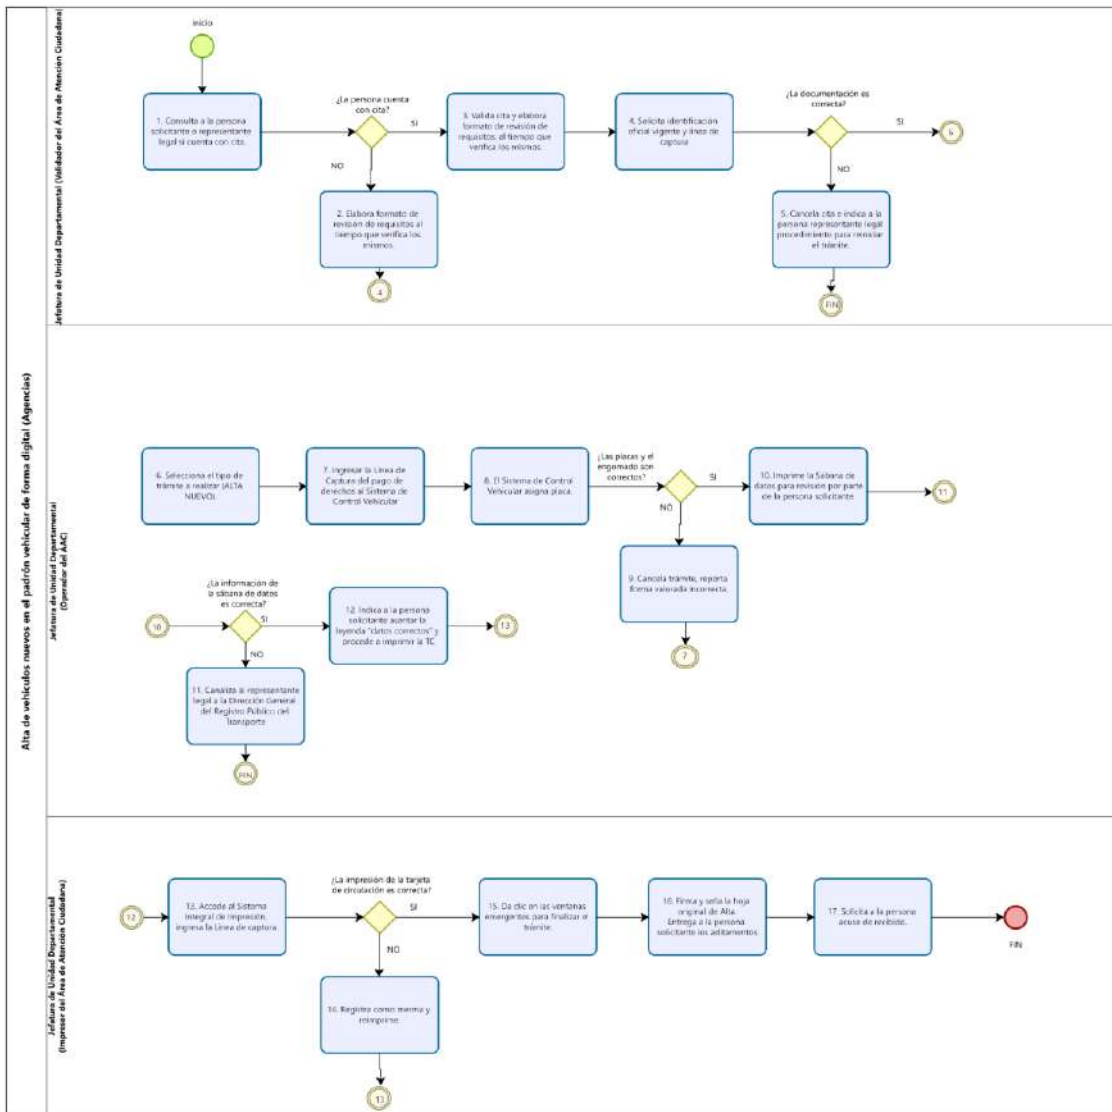 Alta de vehículos nuevos en el padrón vehicular de forma digital (Agencias)
Jefatura de Unidad Departamental (Validador del Área de Atención Ciudadana)
inicio
1. Consulta a la persona
solicitante o representante
legal si cuenta con cita.
¿La persona cuenta
con cita?
SI
NO
2. Elabora formato de
revisión de requisitos al
tiempo que verifica los
mismos.
4
3. Valida cita y elabora
formato de revisión de
requisitos, al tiempo que
verifica los mismos.
4. Solicita identificación
oficial vigente y línea de
captura
¿La documentación es
correcta?
SI
6
NO
5. Cancela cita e indica a la
persona representante legal
procedimiento para reiniciar
el trámite.
FIN
Jefatura de Unidad Departamental
(Operador del AAC)
6. Selecciona el tipo de
trámite a realizar (ALTA
NUEVO).
7. Ingresar la Línea de
Captura del pago de
derechos al Sistema de
Control Vehicular
8. El Sistema de Control
Vehicular asigna placa.
¿Las placas y el
engomado son
correctos?
SI
NO
9. Cancela trámite, reporta
forma valorada incorrecta.
7
10. Imprime la Sábana de
datos para revisión por parte
de la persona solicitante
11
10
¿La información de
la sábana de datos
es correcta?
SI
NO
11. Canaliza al representante
legal a la Dirección General
del Registro Público del
Transporte
FIN
12. Indica a la persona
solicitante asentar la
leyenda "datos correctos" y
procede a imprimir la TC
13
Jefatura de Unidad Departamental
(Impresor del Área de Atención Ciudadana)
12
13. Accede al Sistema
Integral de Impresión,
ingresa la Línea de captura
¿La impresión de la tarjeta
de circulación es correcta?
SI
NO
14. Registra como merma y
reimprime.
13
15. Da clic en las ventanas
emergentes para finalizar el
trámite.
16. Firma y sella la hoja
original de Alta.
Entrega a la persona
solicitante los aditamentos
17. Solicita a la persona
acuse de recibido.
FIN